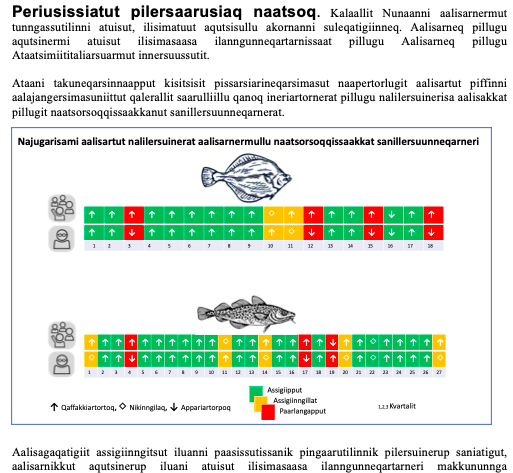 Periusissiatut pilersaarusiaq naatsoq. Kalaallit Nunaanni aalisarnermut
tunngassutilinni atuisut, ilisimatuut aqutsisullu akornanni suleqatigiinneq. Aalisarneq pillugu
aqutsinermi atuisut ilisimasaasa ilanngunneqartarnissaat pillugu Aalisarneq pillugu
Ataatsimiititaliarsuarmut innersuussutit.
Ataani takuneqarsinnaapput kisitsisit pissarsiarineqarsimasut naapertorlugit aalisartut piffinni
aalajangersimasuniittut qalerallit saarulliillu qanoq ineriartornerat pillugu nalilersuinerisa aalisakkat
pillugit naatsorsoqqissaakkanut sanillersuunneqarnerat.
Najugarisami aalisartut nalilersuinerat aalisarnermullu naatsorsoqqissaakkat sanillersuunneqarneri
1 2 3 4 5 6 7 8 9 10 11 12 13 14 15 16 17 18
1 2 3 4 5 6 7 8 9 10 11 12 13 14 15 16 17 18 19 20 21 22 23 24 25 26 27
↑ Qaffakkiartortoq, ◇ Nikinngilaq, ↓ Appariartorpoq
Assigiipput
Assigiinngillat
Paarlangapput
1,2,3 Kvartalit
Aalisagaqatigiit assigiinngitsut iluanni paasissutissanik pingaarutilinnik pilersuinerup saniatigut,
aalisarnikkut aqutsinerup iluani atuisut ilisimasaasa ilanngunneqartarneri makkununnga